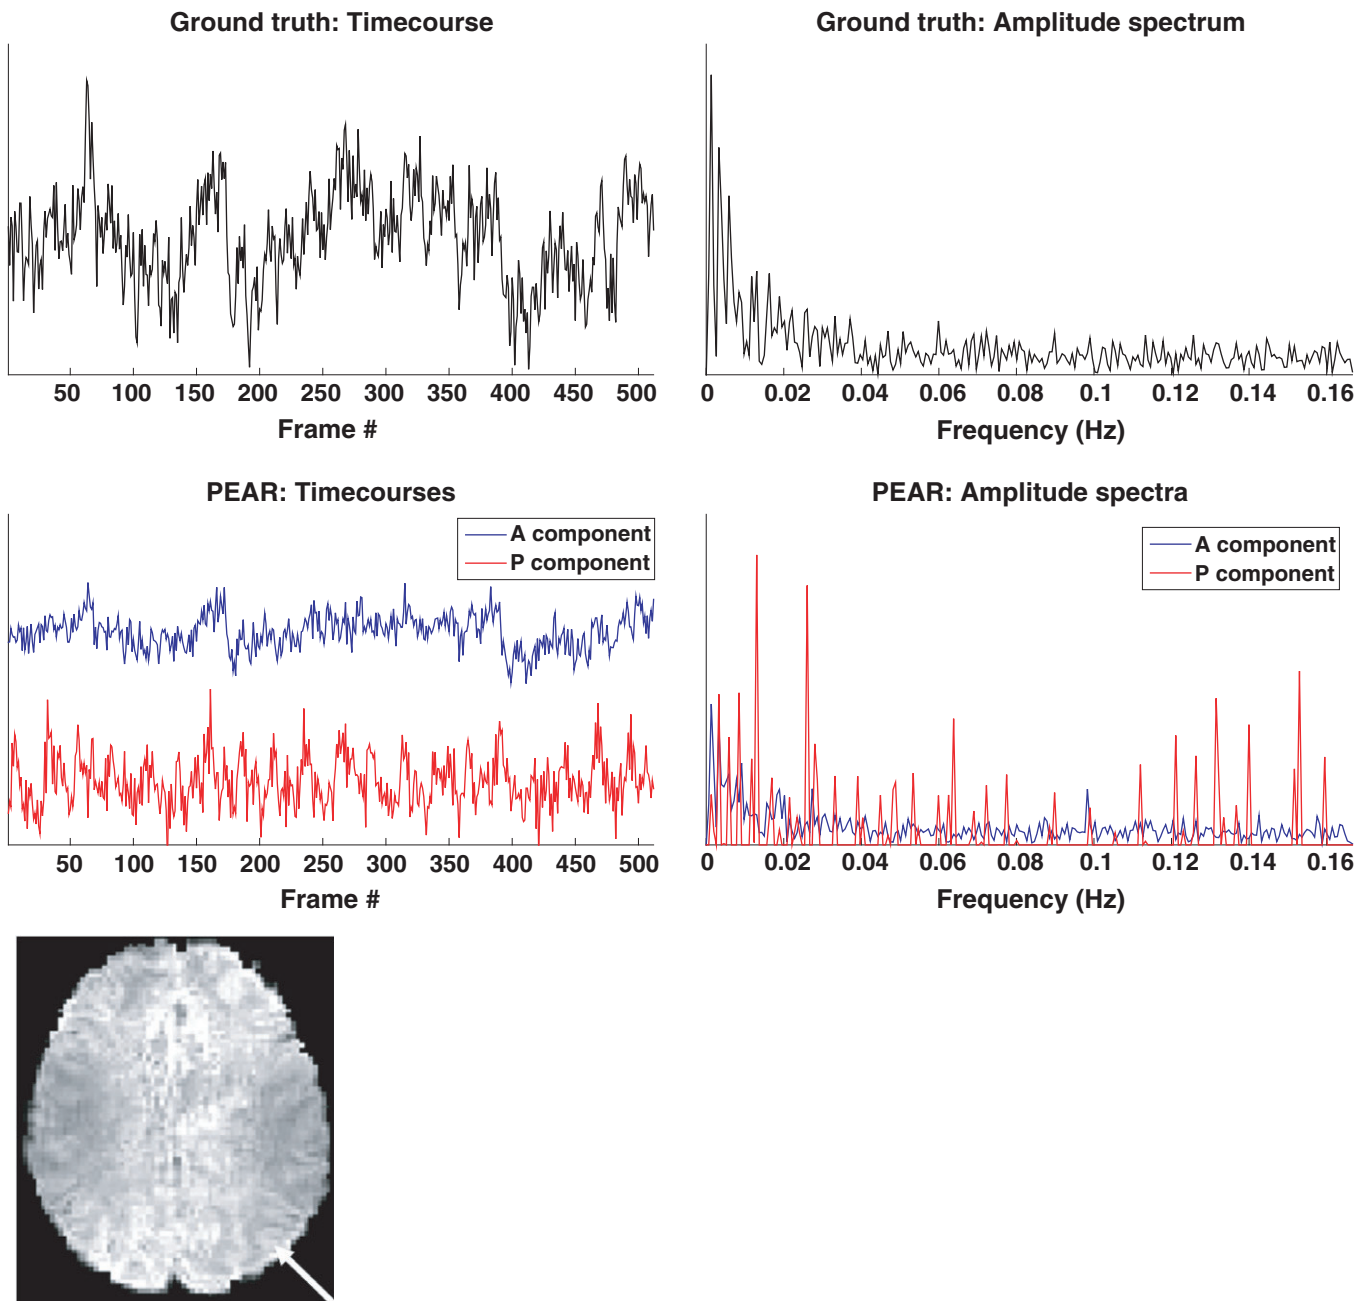 Ground truth: Timecourse
Ground truth: Amplitude spectrum
50 100 150 200 250 300 350 400 450 500
Frame #
0 0.02 0.04 0.06 0.08 0.1 0.12 0.14 0.16
Frequency (Hz)
PEAR: Timecourses
A component
P component
PEAR: Amplitude spectra
A component
P component
50 100 150 200 250 300 350 400 450 500
Frame #
0 0.02 0.04 0.06 0.08 0.1 0.12 0.14 0.16
Frequency (Hz)